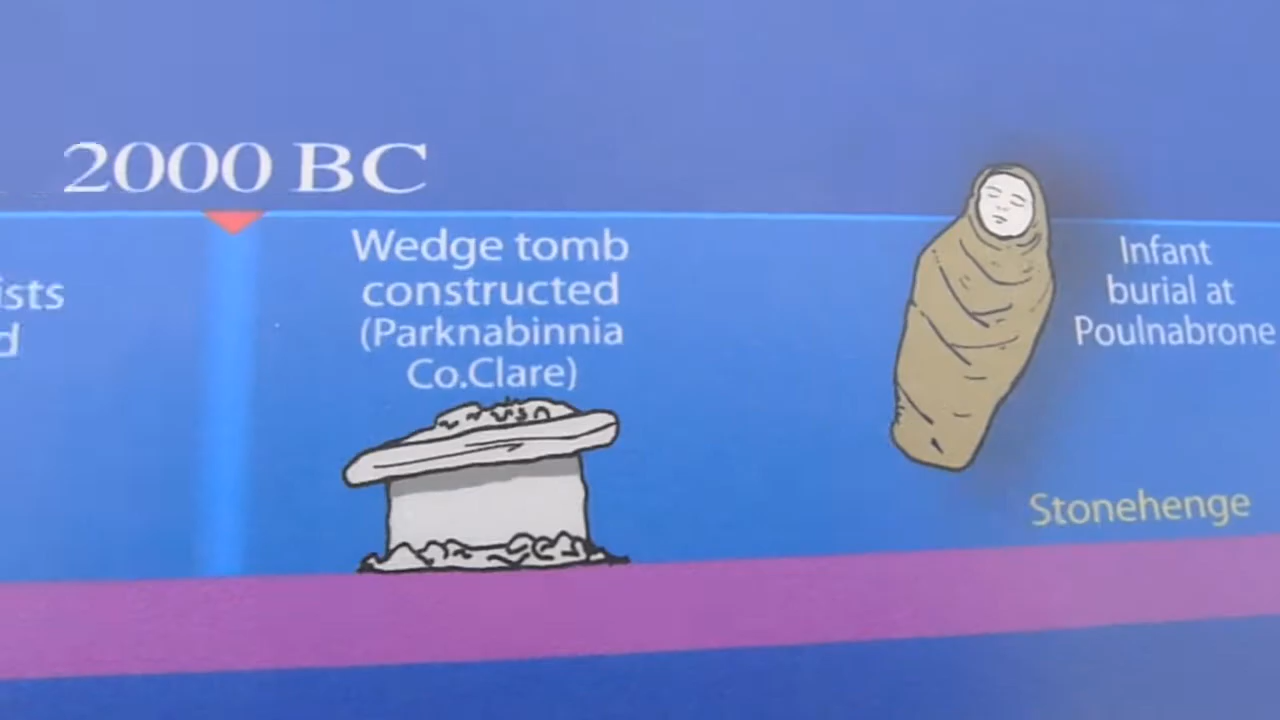 2000 BC
Wedge tomb
constructed
(Parknabinnia
Co.Clare)
Infant
burial at
Poulnabrone
Stonehenge